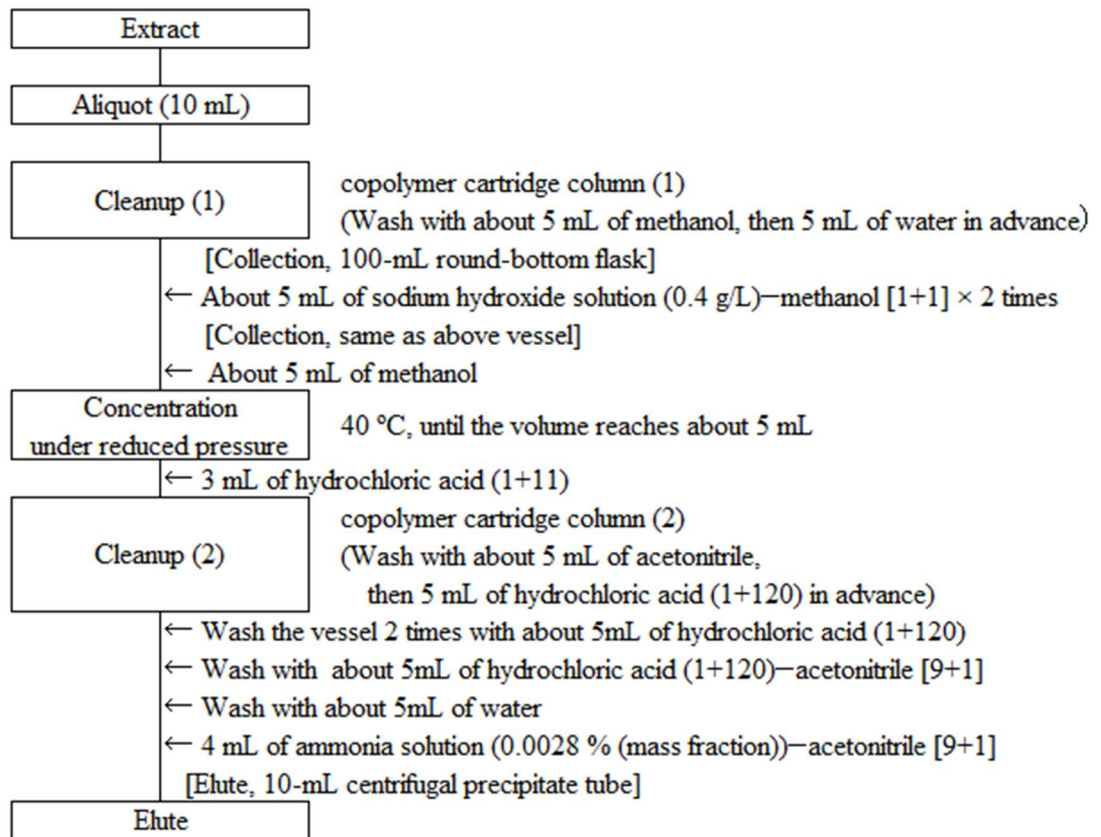 Extract
Aliquot (10 mL)
Cleanup (1)
copolymer cartridge column (1)
(Wash with about 5 mL of methanol, then 5 mL of water in advance)
[Collection, 100-mL round-bottom flask]
← About 5 mL of sodium hydroxide solution (0.4 g/L)−methanol [1+1] × 2 times
[Collection, same as above vessel]
← About 5 mL of methanol
Concentration
under reduced pressure
40 °C, until the volume reaches about 5 mL
← 3 mL of hydrochloric acid (1+11)
Cleanup (2)
copolymer cartridge column (2)
(Wash with about 5 mL of acetonitrile,
then 5 mL of hydrochloric acid (1+120) in advance)
← Wash the vessel 2 times with about 5mL of hydrochloric acid (1+120)
← Wash with about 5mL of hydrochloric acid (1+120)−acetonitrile [9+1]
← Wash with about 5mL of water
← 4 mL of ammonia solution (0.0028 % (mass fraction))−acetonitrile [9+1]
[Elute, 10-mL centrifugal precipitate tube]
Elute